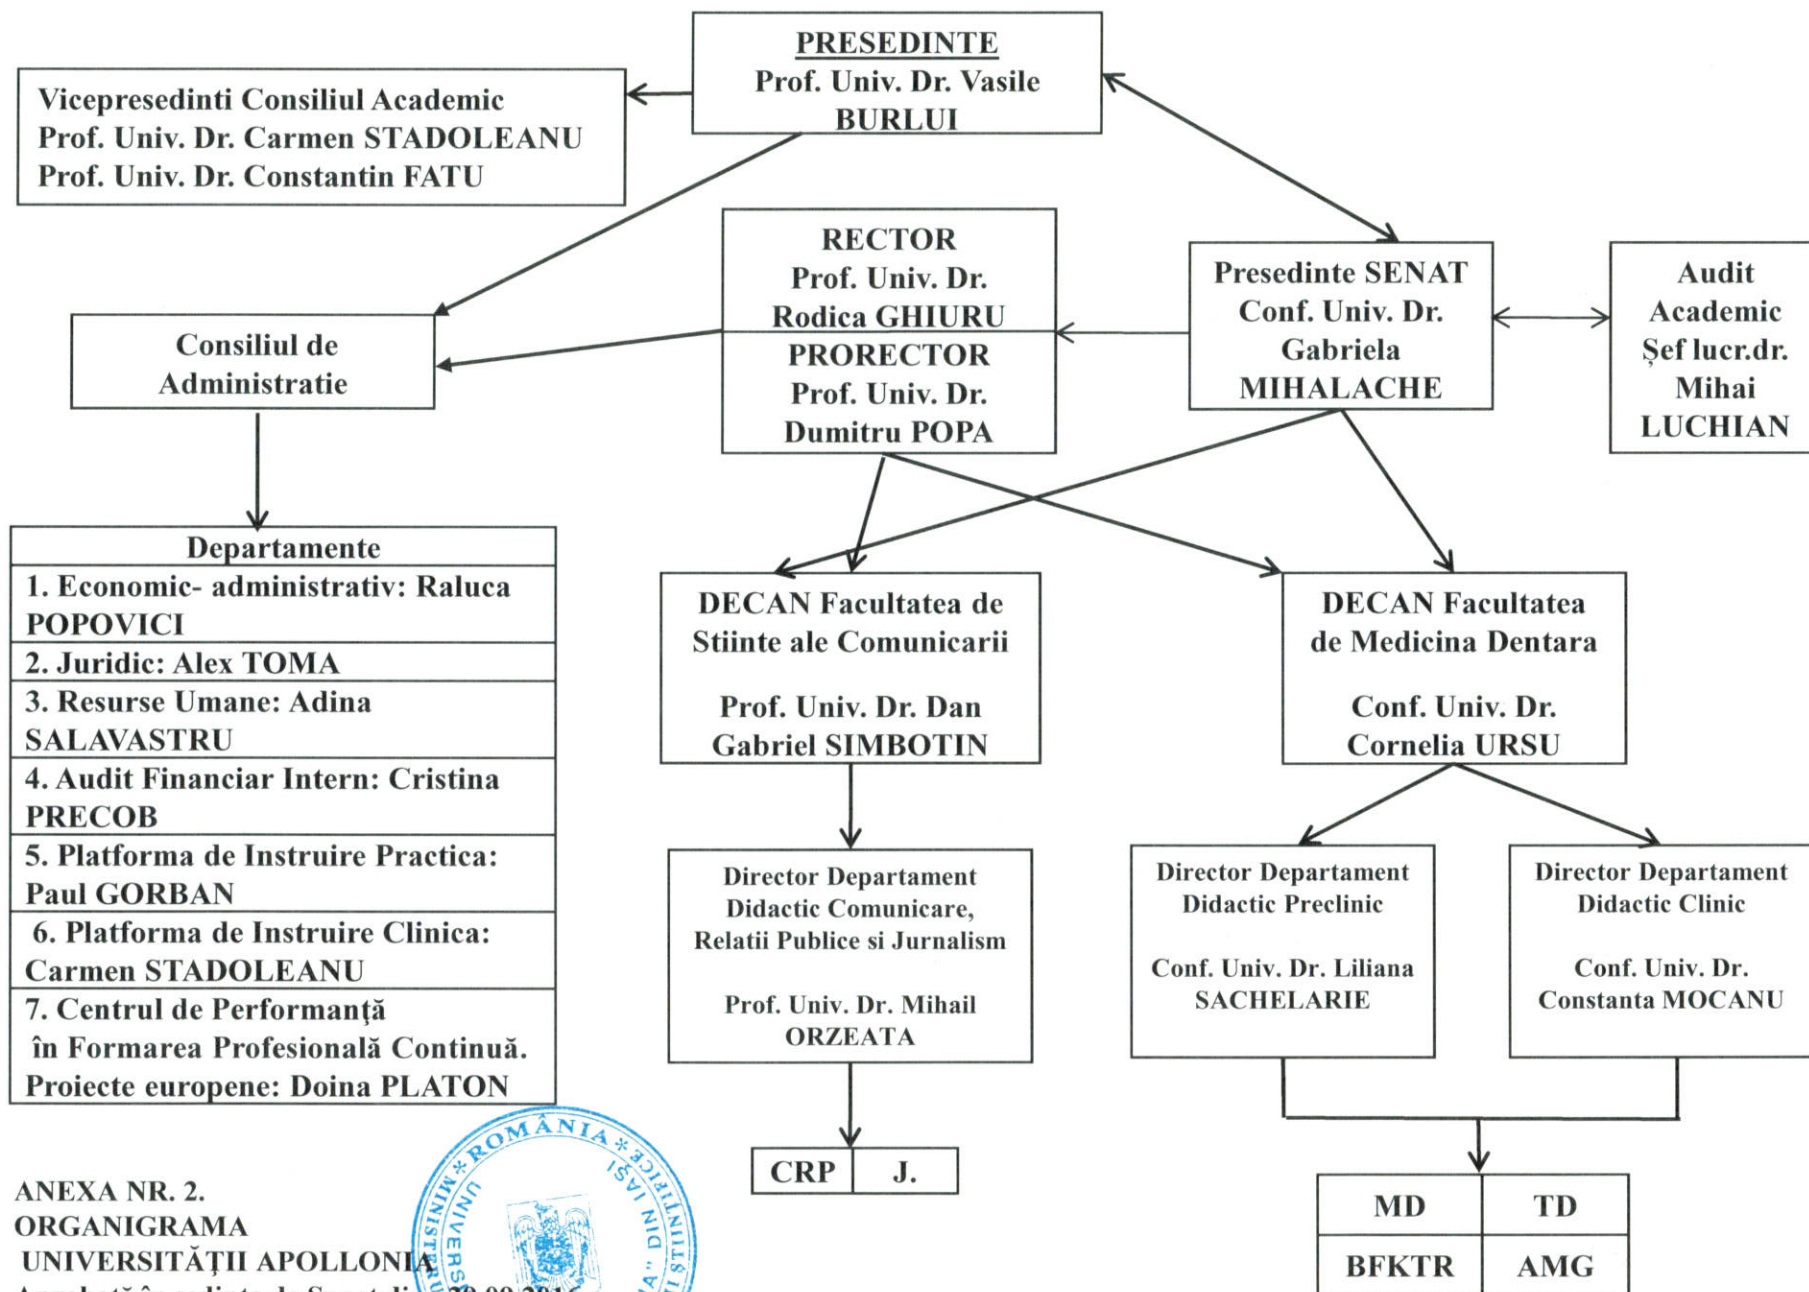 PRESEDINTE
Prof. Univ. Dr. Vasile
BURLUI
Vicepresedinti Consiliul Academic
Prof. Univ. Dr. Carmen STADOLEANU
Prof. Univ. Dr. Constantin FATU
RECTOR
Prof. Univ. Dr.
Rodica GHIURU
PRORECTOR
Prof. Univ. Dr.
Dumitru POPA
Presedinte SENAT
Conf. Univ. Dr.
Gabriela
MIHALACHE
Audit
Academic
Șef lucr.dr.
Mihai
LUCHIAN
Consiliul de
Administratie
Departamente
1. Economic- administrativ: Raluca
POPOVICI
2. Juridic: Alex TOMA
3. Resurse Umane: Adina
SALAVASTRU
4. Audit Financiar Intern: Cristina
PRECOB
5. Platforma de Instruire Practica:
Paul GORBAN
6. Platforma de Instruire Clinica:
Carmen STADOLEANU
7. Centrul de Performanţă
în Formarea Profesională Continuă.
Proiecte europene: Doina PLATON
DECAN Facultatea de
Stiinte ale Comunicarii
Prof. Univ. Dr. Dan
Gabriel SIMBOTIN
DECAN Facultatea
de Medicina Dentara
Conf. Univ. Dr.
Cornelia URSU
Director Departament
Didactic Comunicare,
Relatii Publice si Jurnalism
Prof. Univ. Dr. Mihail
ORZEATA
Director Departament
Didactic Preclinic
Conf. Univ. Dr. Liliana
SACHELARIE
Director Departament
Didactic Clinic
Conf. Univ. Dr.
Constanta MOCANU
CRP J.
MD TD
BFKTR AMG
ANEXA NR. 2.
ORGANIGRAMA
UNIVERSITĂŢII APOLLONIA
* ROMÂNIA *
DIN IAȘI